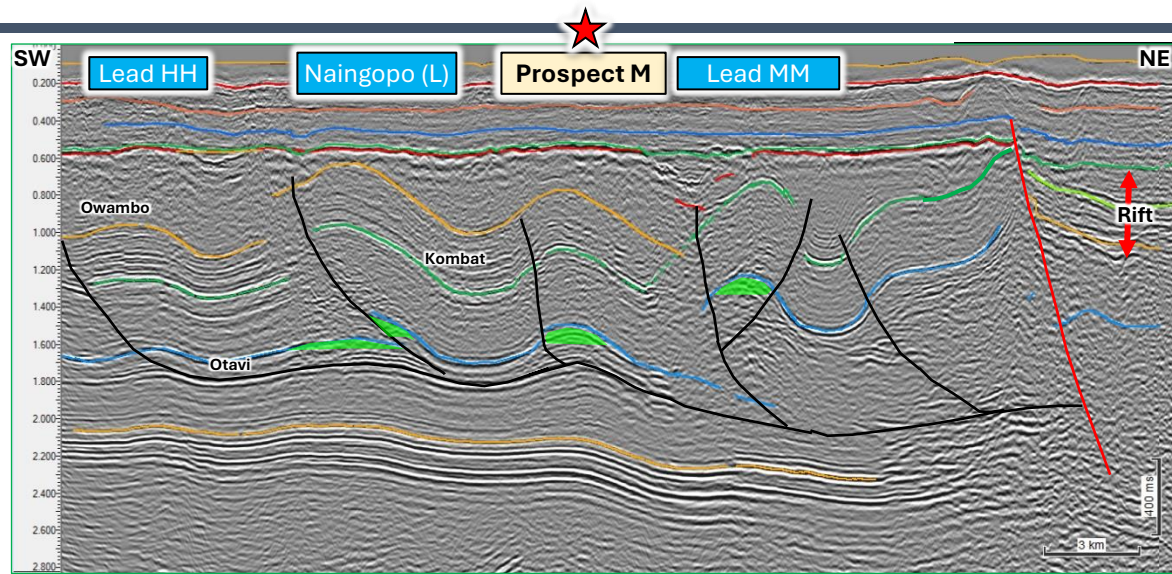 SW
Lead HH
Naingopo (L)
Prospect M
Lead MM
NE
0.200
0.400
0.600
0.800
1.000
1.200
1.400
1.600
1.800
2.000
2.200
2.400
2.600
2.800
Owambo
Kombat
Otavi
Rift
400 ms
3 km